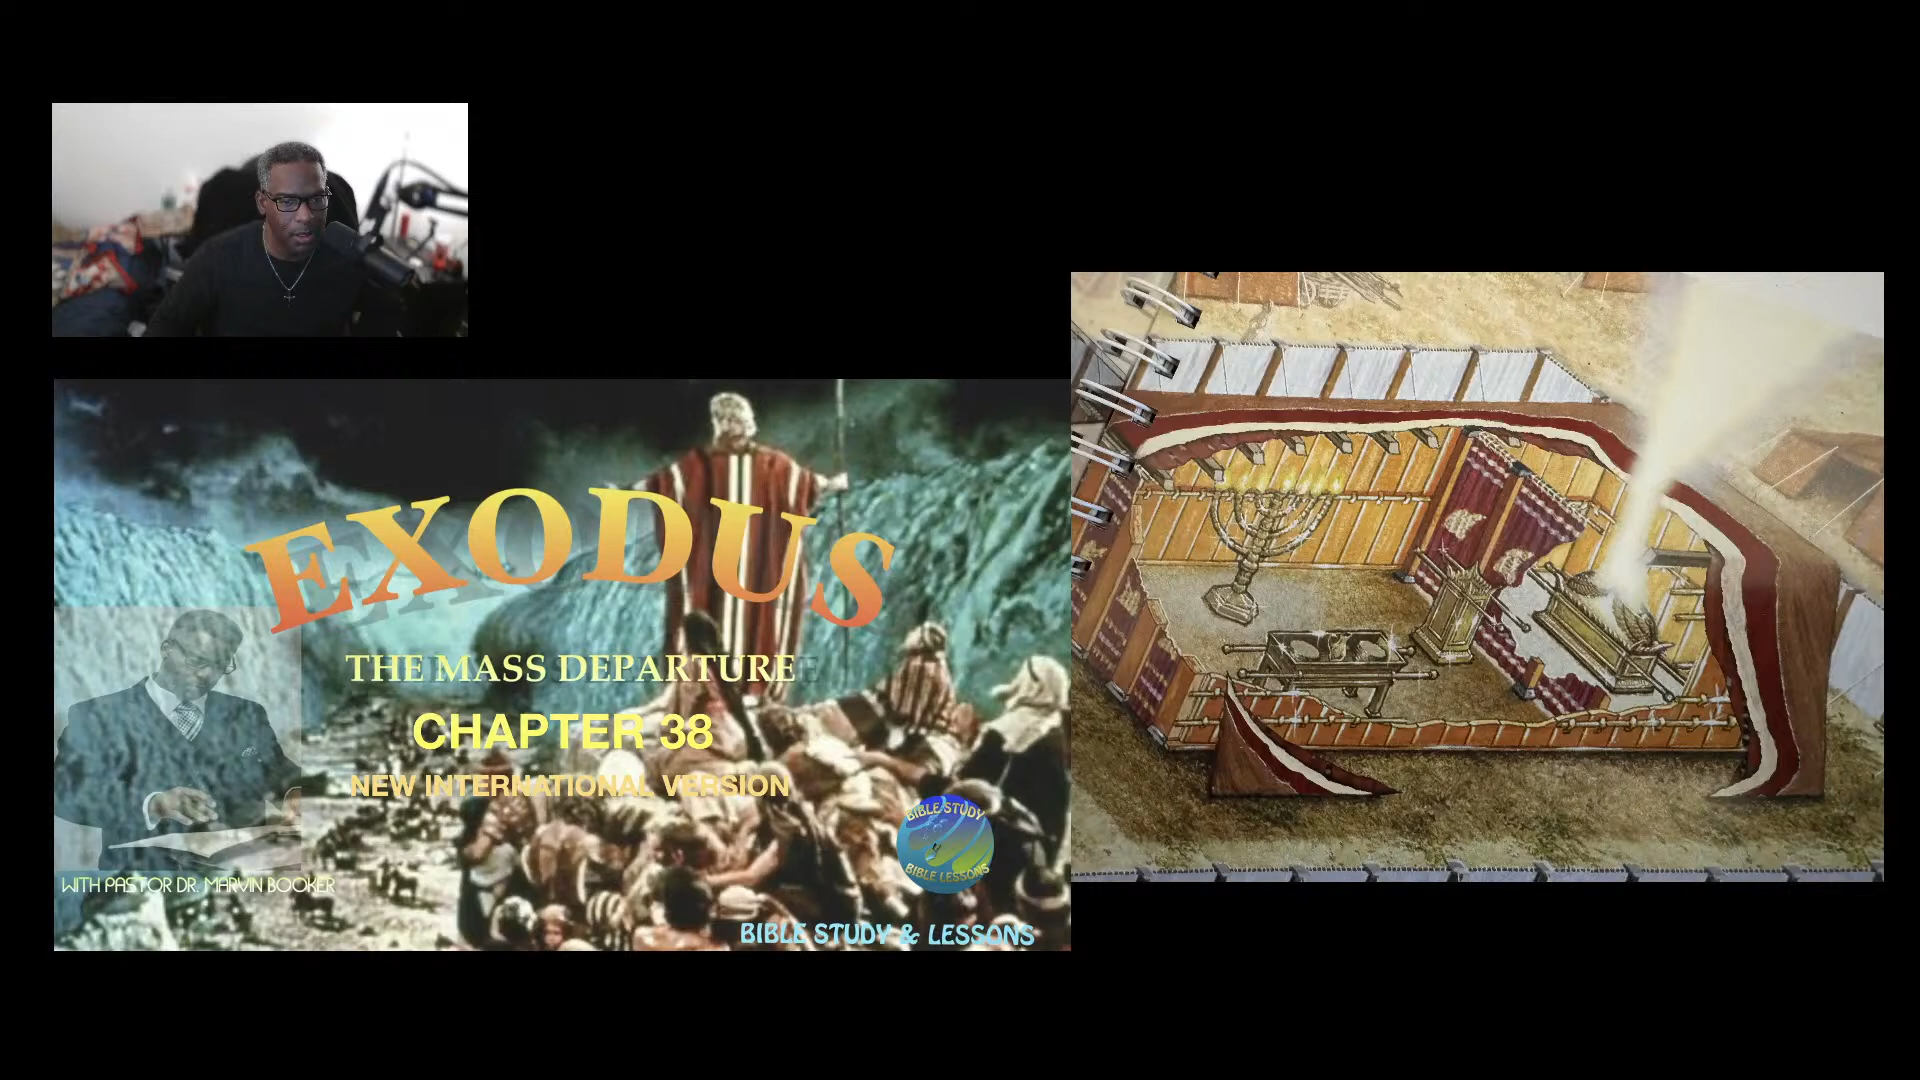 EXODUS
THE MASS DEPARTURE
CHAPTER 38
NEW INTERNATIONAL VERSION
BIBLE STUDY
BIBLE LESSONS
WITH PASTOR DR. MARVIN BOOKER
BIBLE STUDY & LESSONS